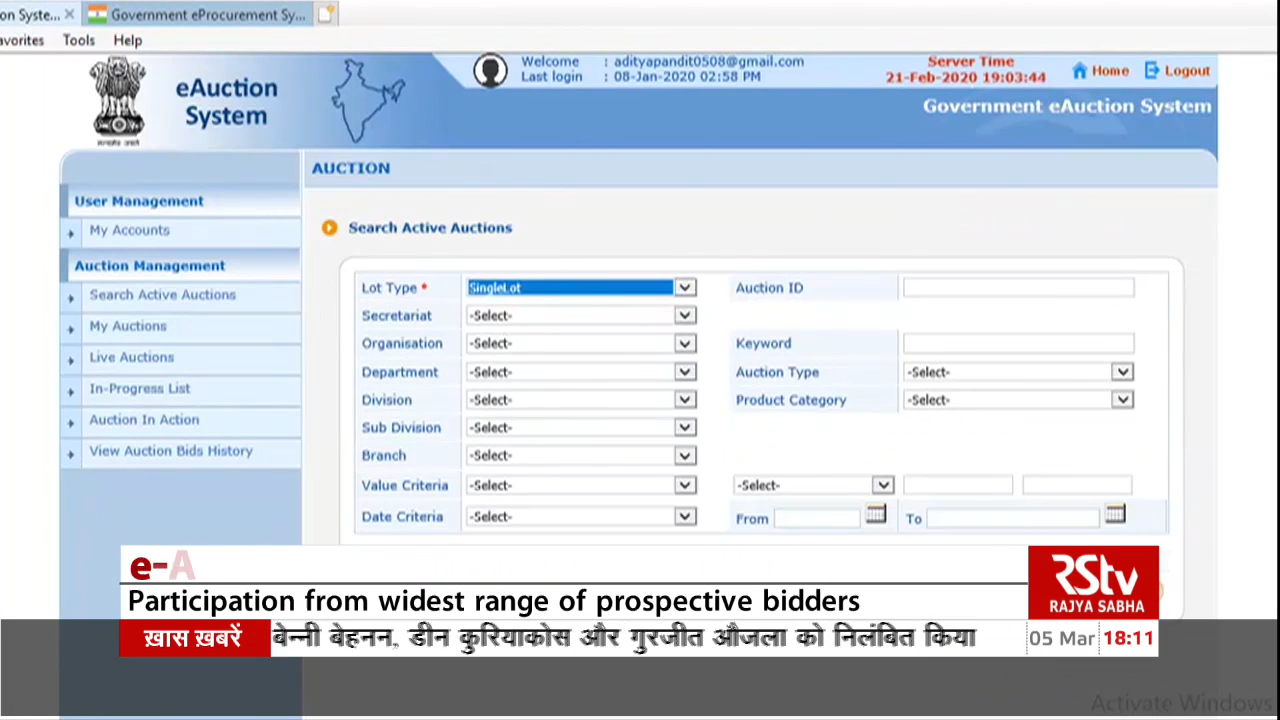 on Syste...
Government eProcurement Sy...
avorites Tools Help
eAuction System
Welcome : adityapandit0508@gmail.com
Last login : 08-Jan-2020 02:58 PM
Server Time
21-Feb-2020 19:03:44
Home
Logout
Government eAuction System
User Management
My Accounts
Auction Management
Search Active Auctions
My Auctions
Live Auctions
In-Progress List
Auction In Action
View Auction Bids History
AUCTION
Search Active Auctions
Lot Type * SingleLot Auction ID
Secretariat -Select-
Organisation -Select- Keyword
Department -Select- Auction Type -Select-
Division -Select- Product Category -Select-
Sub Division -Select-
Branch -Select-
Value Criteria -Select- -Select-
Date Criteria -Select- From To
e-A
Participation from widest range of prospective bidders
RSTV
RAJYA SABHA
ख़ास ख़बरें
बेन्नी बेहनन, डीन कुरियाकोस और गुरजीत औजला को निलंबित किया
05 Mar 18:11
Activate Windows